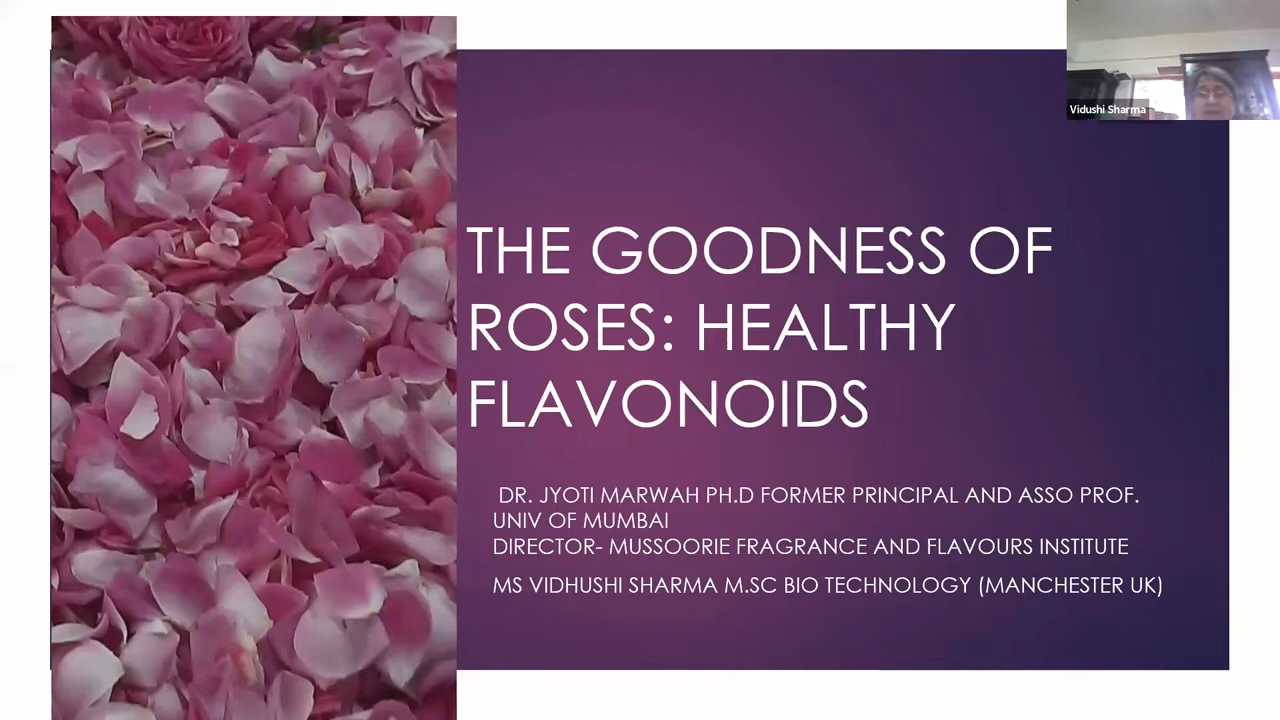 Vidushi Sharma
THE GOODNESS OF
ROSES: HEALTHY
FLAVONOIDS
DR. JYOTI MARWAH PH.D FORMER PRINCIPAL AND ASSO PROF.
UNIV OF MUMBAI
DIRECTOR- MUSSOORIE FRAGRANCE AND FLAVOURS INSTITUTE
MS VIDHUSHI SHARMA M.SC BIO TECHNOLOGY (MANCHESTER UK)